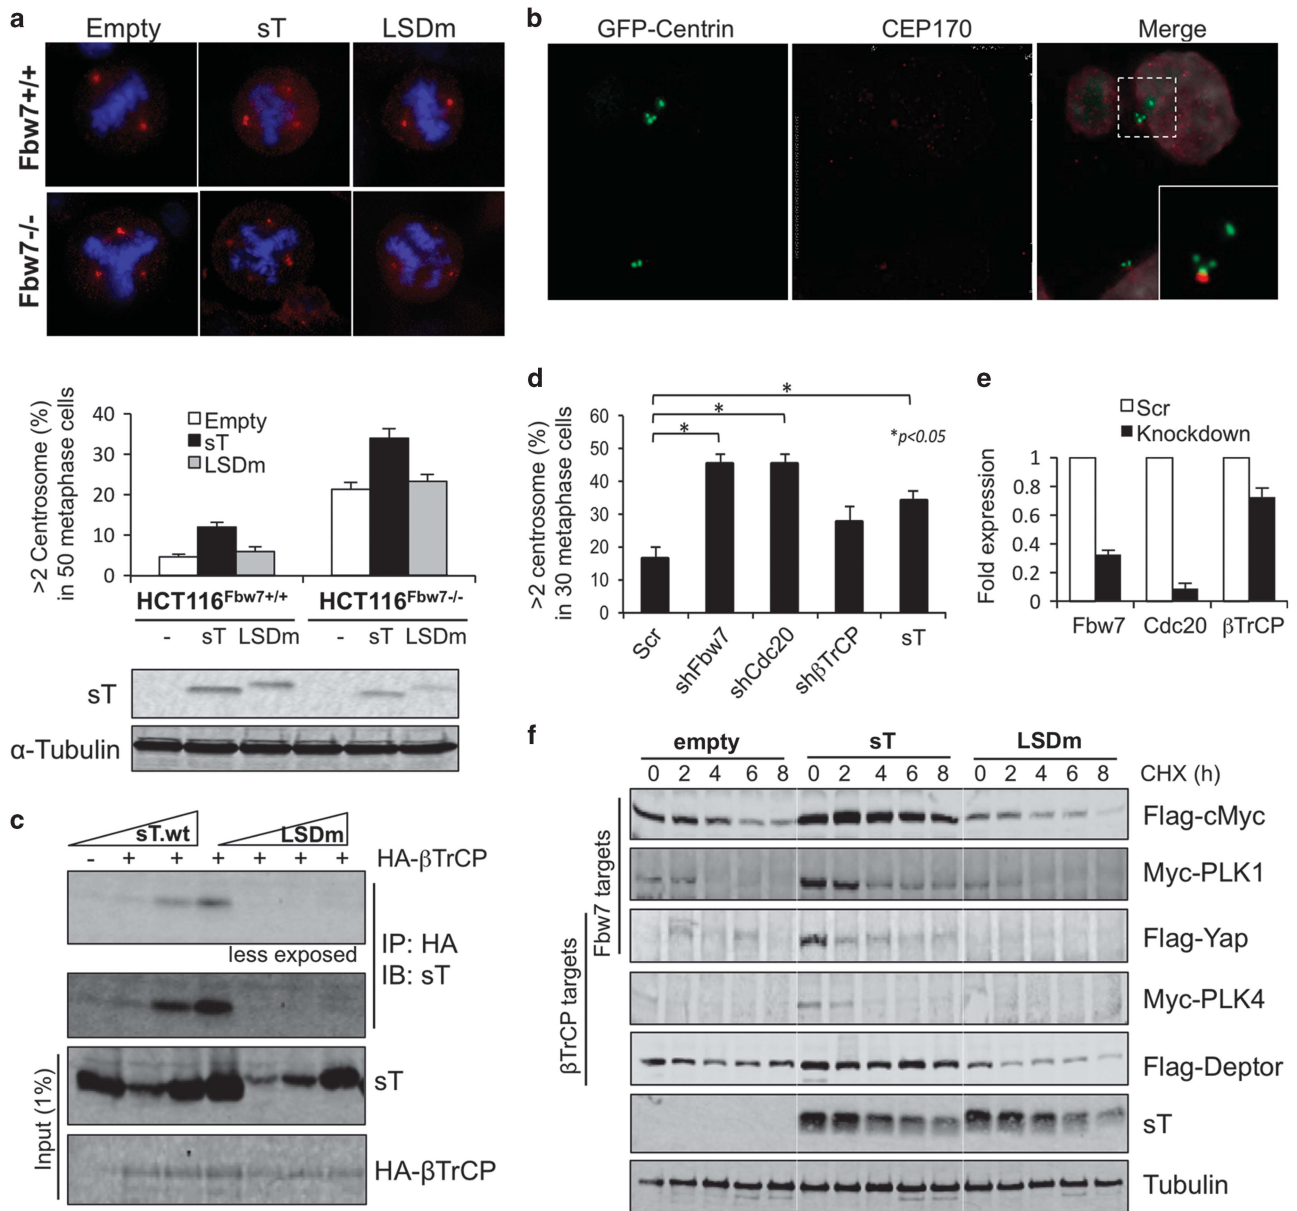 a
Empty sT LSDm
Fbw7+/+
Fbw7-/-
>2 Centrosome (%)
in 50 metaphase cells
40
30
20
10
0
Empty
sT
LSDm
HCT116Fbw7+/+ HCT116Fbw7-/-
- sT LSDm - sT LSDm
sT
α-Tubulin
b
GFP-Centrin CEP170 Merge
c
sT.wt LSDm
- + + + + + + HA-βTrCP
IP: HA
IB: sT
less exposed
Input (1%)
sT
HA-βTrCP
d
>2 centrosome (%)
in 30 metaphase cells
60
50
40
30
20
10
0
* * *
*p<0.05
Scr shFbw7 shCdc20 shβTrCP sT
e
Scr
Knockdown
Fold expression
1
0.8
0.6
0.4
0.2
0
Fbw7 Cdc20 βTrCP
f
empty sT LSDm
0 2 4 6 8 0 2 4 6 8 0 2 4 6 8 CHX (h)
Fbw7 targets
βTrCP targets
Flag-cMyc
Myc-PLK1
Flag-Yap
Myc-PLK4
Flag-Deptor
sT
Tubulin